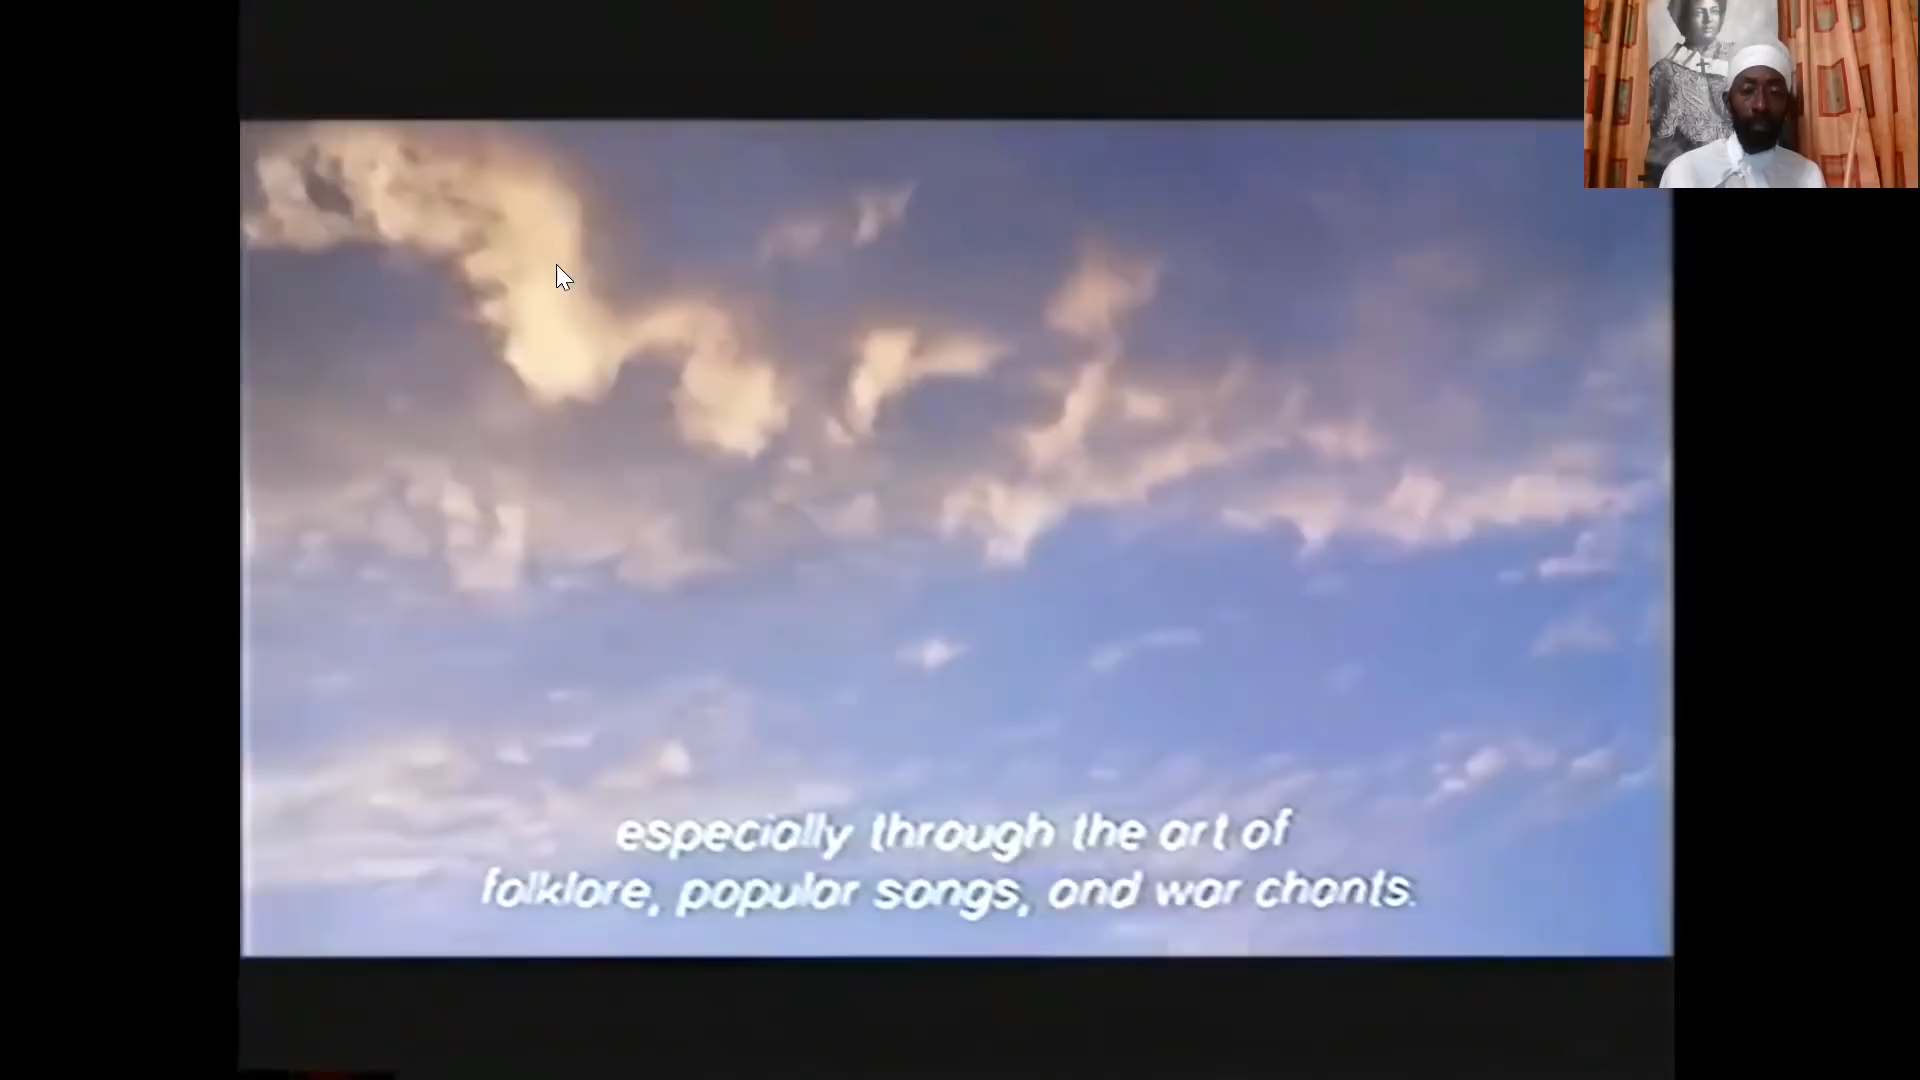 especially through the art of
folklore, popular songs, and war chants.